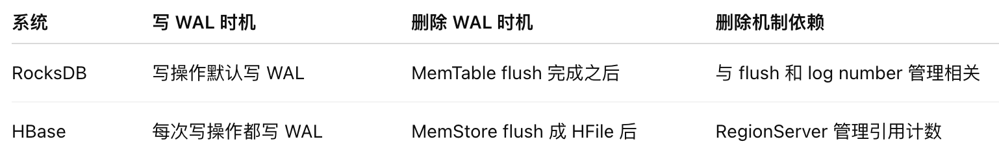 系统 写 WAL 时机 删除 WAL 时机 删除机制依赖
RocksDB 写操作默认写 WAL MemTable flush 完成之后 与 flush 和 log number 管理相关
HBase 每次写操作都写 WAL MemStore flush 成 HFile 后 RegionServer 管理引用计数